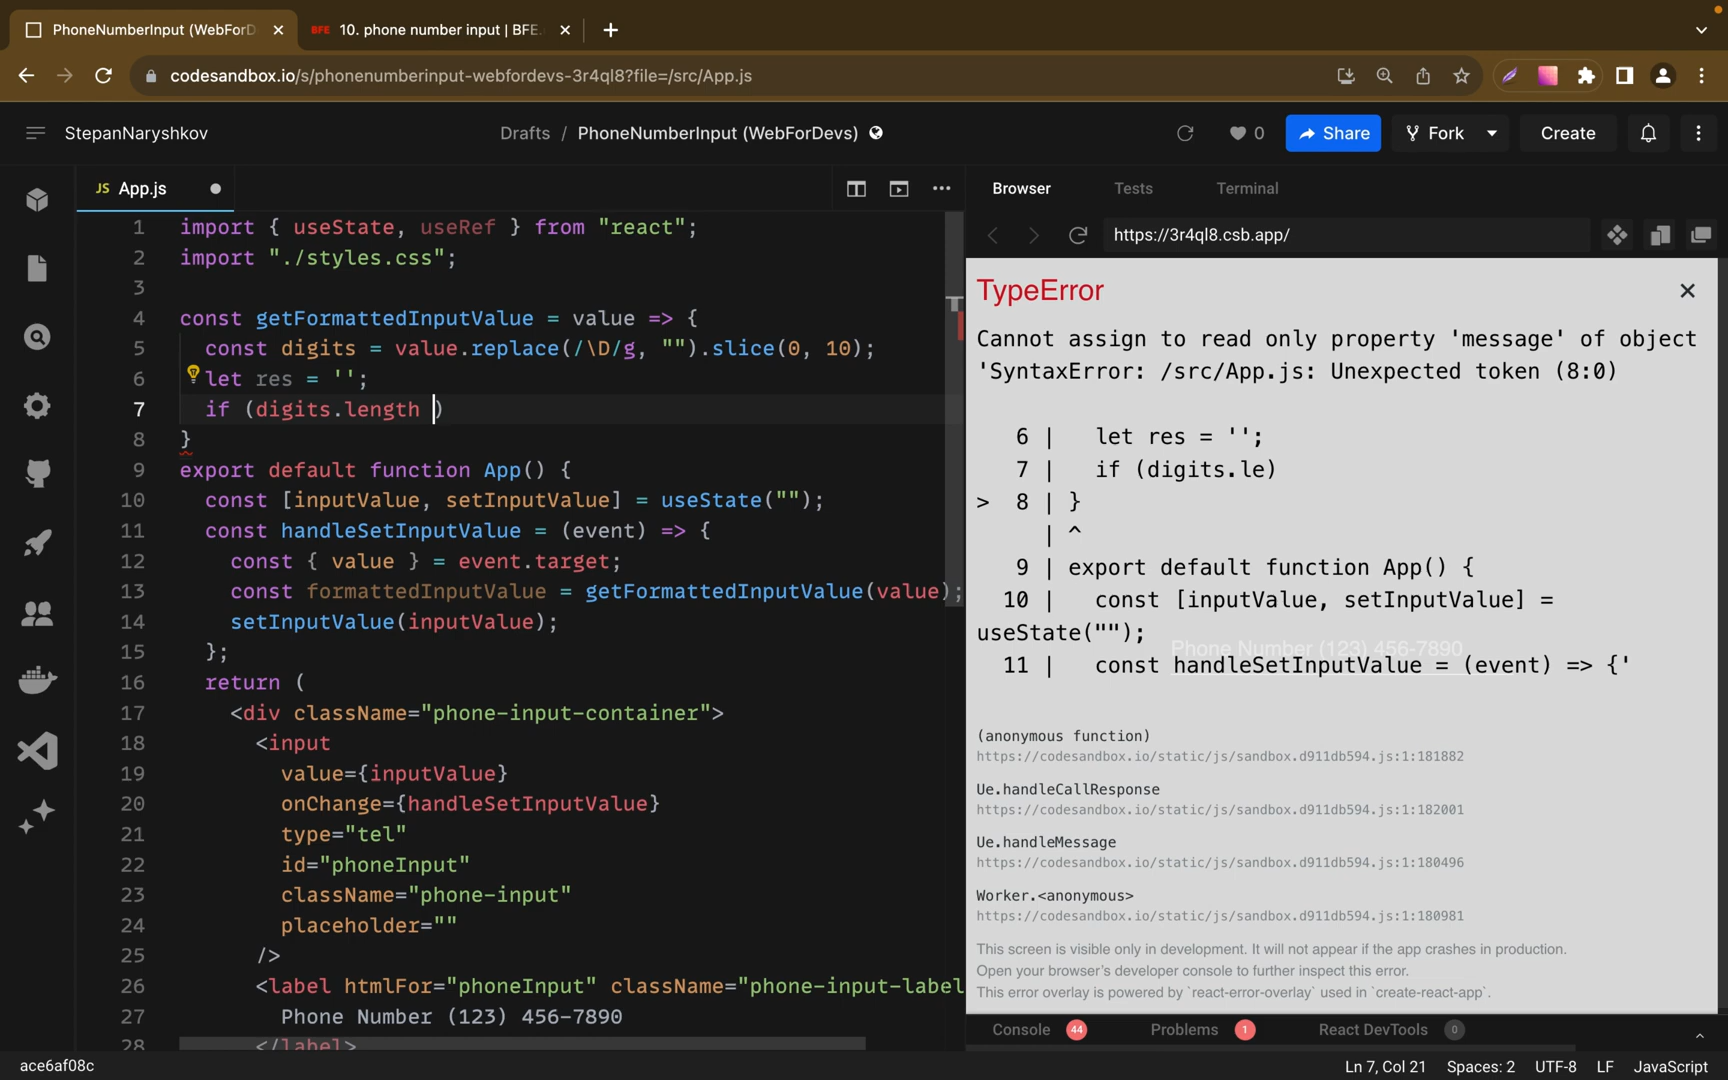 PhoneNumberInput (WebForD
BFE 10. phone number input | BFE.
codesandbox.io/s/phonenumberinput-webfordevs-3r4ql8?file=/src/App.js
StepanNaryshkov
Drafts / PhoneNumberInput (WebForDevs)
0
Share
Fork
Create
JS App.js
Browser
Tests
Terminal
https://3r4ql8.csb.app/
1 import { useState, useRef } from "react";
2 import "./styles.css";
3
4 const getFormattedInputValue = value => {
5 const digits = value.replace(/\D/g, "").slice(0, 10);
6 let res = '';
7 if (digits.length )
8 }
9 export default function App() {
10 const [inputValue, setInputValue] = useState("");
11 const handleSetInputValue = (event) => {
12 const { value } = event.target;
13 const formattedInputValue = getFormattedInputValue(value);
14 setInputValue(inputValue);
15 };
16 return (
17 <div className="phone-input-container">
18 <input
19 value={inputValue}
20 onChange={handleSetInputValue}
21 type="tel"
22 id="phoneInput"
23 className="phone-input"
24 placeholder=""
25 />
26 <label htmlFor="phoneInput" className="phone-input-label
27 Phone Number (123) 456-7890
28 </label>
TypeError
Cannot assign to read only property 'message' of object
'SyntaxError: /src/App.js: Unexpected token (8:0)
6 | let res = '';
7 | if (digits.le)
> 8 | }
| ^
9 | export default function App() {
10 | const [inputValue, setInputValue] =
useState("");
Phone Number (123) 456-7890
11 | const handleSetInputValue = (event) => {'
(anonymous function)
https://codesandbox.io/static/js/sandbox.d911db594.js:1:181882
Ue.handleCallResponse
https://codesandbox.io/static/js/sandbox.d911db594.js:1:182001
Ue.handleMessage
https://codesandbox.io/static/js/sandbox.d911db594.js:1:180496
Worker.<anonymous>
https://codesandbox.io/static/js/sandbox.d911db594.js:1:180981
This screen is visible only in development. It will not appear if the app crashes in production.
Open your browser's developer console to further inspect this error.
This error overlay is powered by `react-error-overlay` used in `create-react-app`.
Console 44
Problems 1
React DevTools 0
ace6af08c
Ln 7, Col 21
Spaces: 2
UTF-8
LF
JavaScript